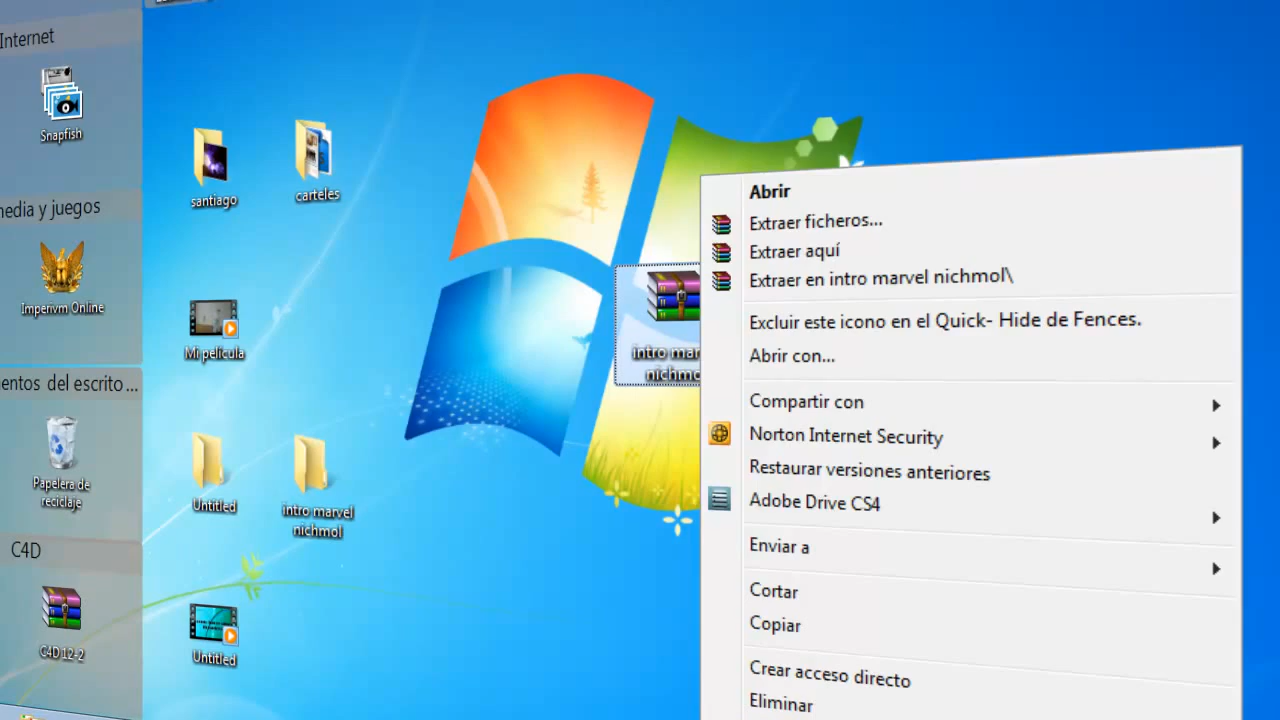 Internet
Snapfish
media y juegos
Imperivm Online
entos del escrito ...
Papelera de
reciclaje
C4D
C4D 12-2
santiago
carteles
Mi pelicula
Untitled
intro marvel
nichmol
Untitled
intro mar
nichmo
Abrir
Extraer ficheros...
Extraer aquí
Extraer en intro marvel nichmol\
Excluir este icono en el Quick- Hide de Fences.
Abrir con...
Compartir con
Norton Internet Security
Restaurar versiones anteriores
Adobe Drive CS4
Enviar a
Cortar
Copiar
Crear acceso directo
Eliminar